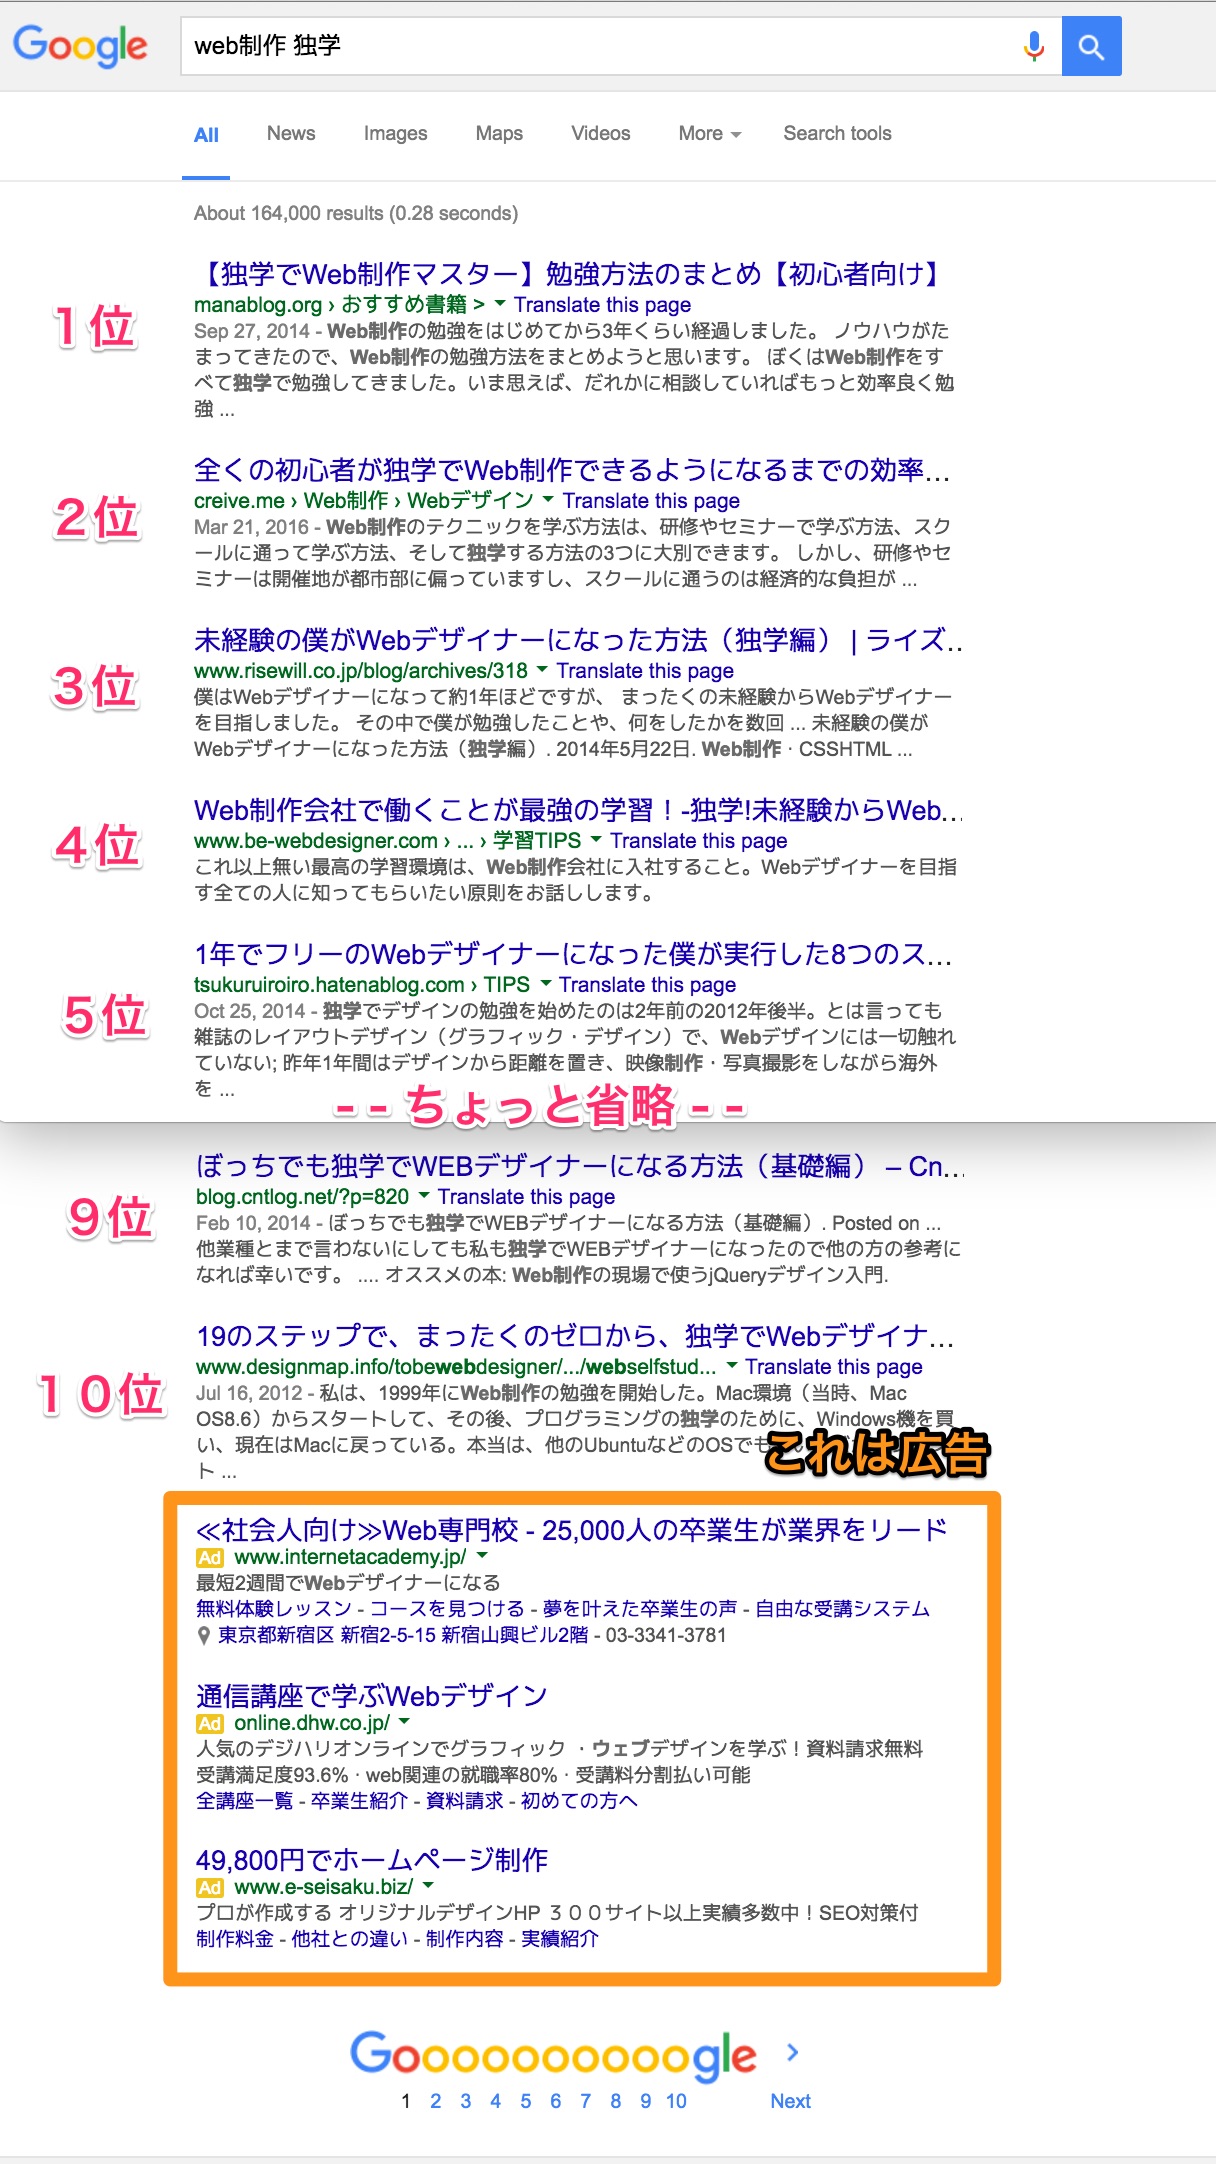 Google
web制作 独学
All News Images Maps Videos More Search tools
About 164,000 results (0.28 seconds)
1位
【独学でWeb制作マスター】勉強方法のまとめ【初心者向け】
manablog.org › おすすめ書籍 > Translate this page
Sep 27, 2014 - Web制作の勉強をはじめてから3年くらい経過しました。 ノウハウがた
まってきたので、Web制作の勉強方法をまとめようと思います。 ぼくはWeb制作をす
べて独学で勉強してきました。いま思えば、だれかに相談していればもっと効率良く勉
強 ...
2位
全くの初心者が独学でWeb制作できるようになるまでの効率...
creive.me › Web制作 › Webデザイン Translate this page
Mar 21, 2016 - Web制作のテクニックを学ぶ方法は、研修やセミナーで学ぶ方法、スク
ールに通って学ぶ方法、そして独学する方法の3つに大別できます。 しかし、研修やセ
ミナーは開催地が都市部に偏っていますし、スクールに通うのは経済的な負担が ...
3位
未経験の僕がWebデザイナーになった方法（独学編） | ライズ...
www.risewill.co.jp/blog/archives/318 Translate this page
僕はWebデザイナーになって約1年ほどですが、 まったくの未経験からWebデザイナー
を目指しました。 その中で僕が勉強したことや、何をしたかを数回 ... 未経験の僕が
Webデザイナーになった方法（独学編）. 2014年5月22日. Web制作 · CSSHTML ...
4位
Web制作会社で働くことが最強の学習！-独学!未経験からWeb...
www.be-webdesigner.com › ... › 学習TIPS Translate this page
これ以上無い最高の学習環境は、Web制作会社に入社すること。Webデザイナーを目指
す全ての人に知ってもらいたい原則をお話しします。
5位
1年でフリーのWebデザイナーになった僕が実行した8つのス...
tsukuruiroiro.hatenablog.com › TIPS Translate this page
Oct 25, 2014 - 独学でデザインの勉強を始めたのは2年前の2012年後半。とは言っても
雑誌のレイアウトデザイン（グラフィック・デザイン）で、Webデザインには一切触れ
ていない; 昨年1年間はデザインから距離を置き、映像制作・写真撮影をしながら海外
を ...
- - ちょっと省略 - -
9位
ぼっちでも独学でWEBデザイナーになる方法（基礎編） – Cn...
blog.cntlog.net/?p=820 Translate this page
Feb 10, 2014 - ぼっちでも独学でWEBデザイナーになる方法（基礎編）. Posted on ...
他業種とまで言わないにしても私も独学でWEBデザイナーになったので他の方の参考に
なれば幸いです。 .... オススメの本: Web制作の現場で使うjQueryデザイン入門.
10位
19のステップで、まったくのゼロから、独学でWebデザイナ...
www.designmap.info/tobewebdesigner/.../webselfstud... Translate this page
Jul 16, 2012 - 私は、1999年にWeb制作の勉強を開始した。Mac環境（当時、Mac
OS8.6）からスタートして、その後、プログラミングの独学のために、Windows機を買
い、現在はMacに戻っている。本当は、他のUbuntuなどのOSでも
ト ...
これは広告
≪社会人向け≫Web専門校 - 25,000人の卒業生が業界をリード
Ad www.internetacademy.jp/
最短2週間でWebデザイナーになる
無料体験レッスン - コースを見つける - 夢を叶えた卒業生の声 - 自由な受講システム
東京都新宿区 新宿2-5-15 新宿山興ビル2階 - 03-3341-3781
通信講座で学ぶWebデザイン
Ad online.dhw.co.jp/
人気のデジハリオンラインでグラフィック ・ウェブデザインを学ぶ！資料請求無料
受講満足度93.6% · web関連の就職率80% · 受講料分割払い可能
全講座一覧 - 卒業生紹介 - 資料請求 - 初めての方へ
49,800円でホームページ制作
Ad www.e-seisaku.biz/
プロが作成する オリジナルデザインHP ３００サイト以上実績多数中！SEO対策付
制作料金 - 他社との違い - 制作内容 - 実績紹介
Goooooooooogle
1 2 3 4 5 6 7 8 9 10 Next